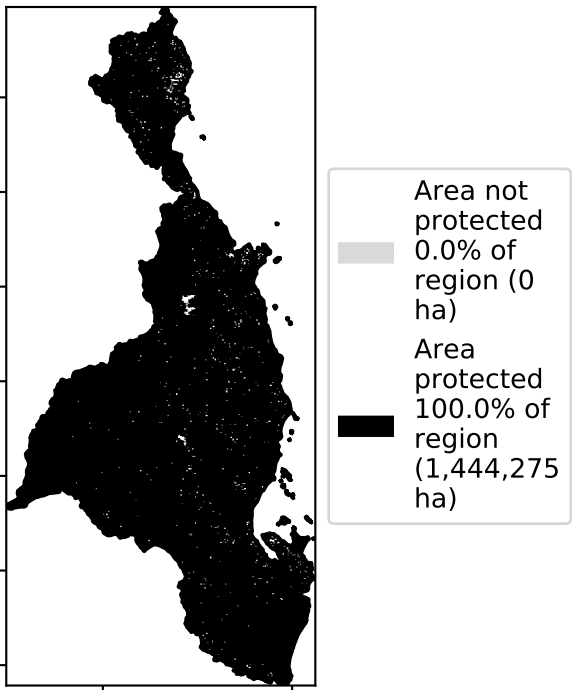 Area not
protected
0.0% of
region (0
ha)
Area
protected
100.0% of
region
(1,444,275
ha)